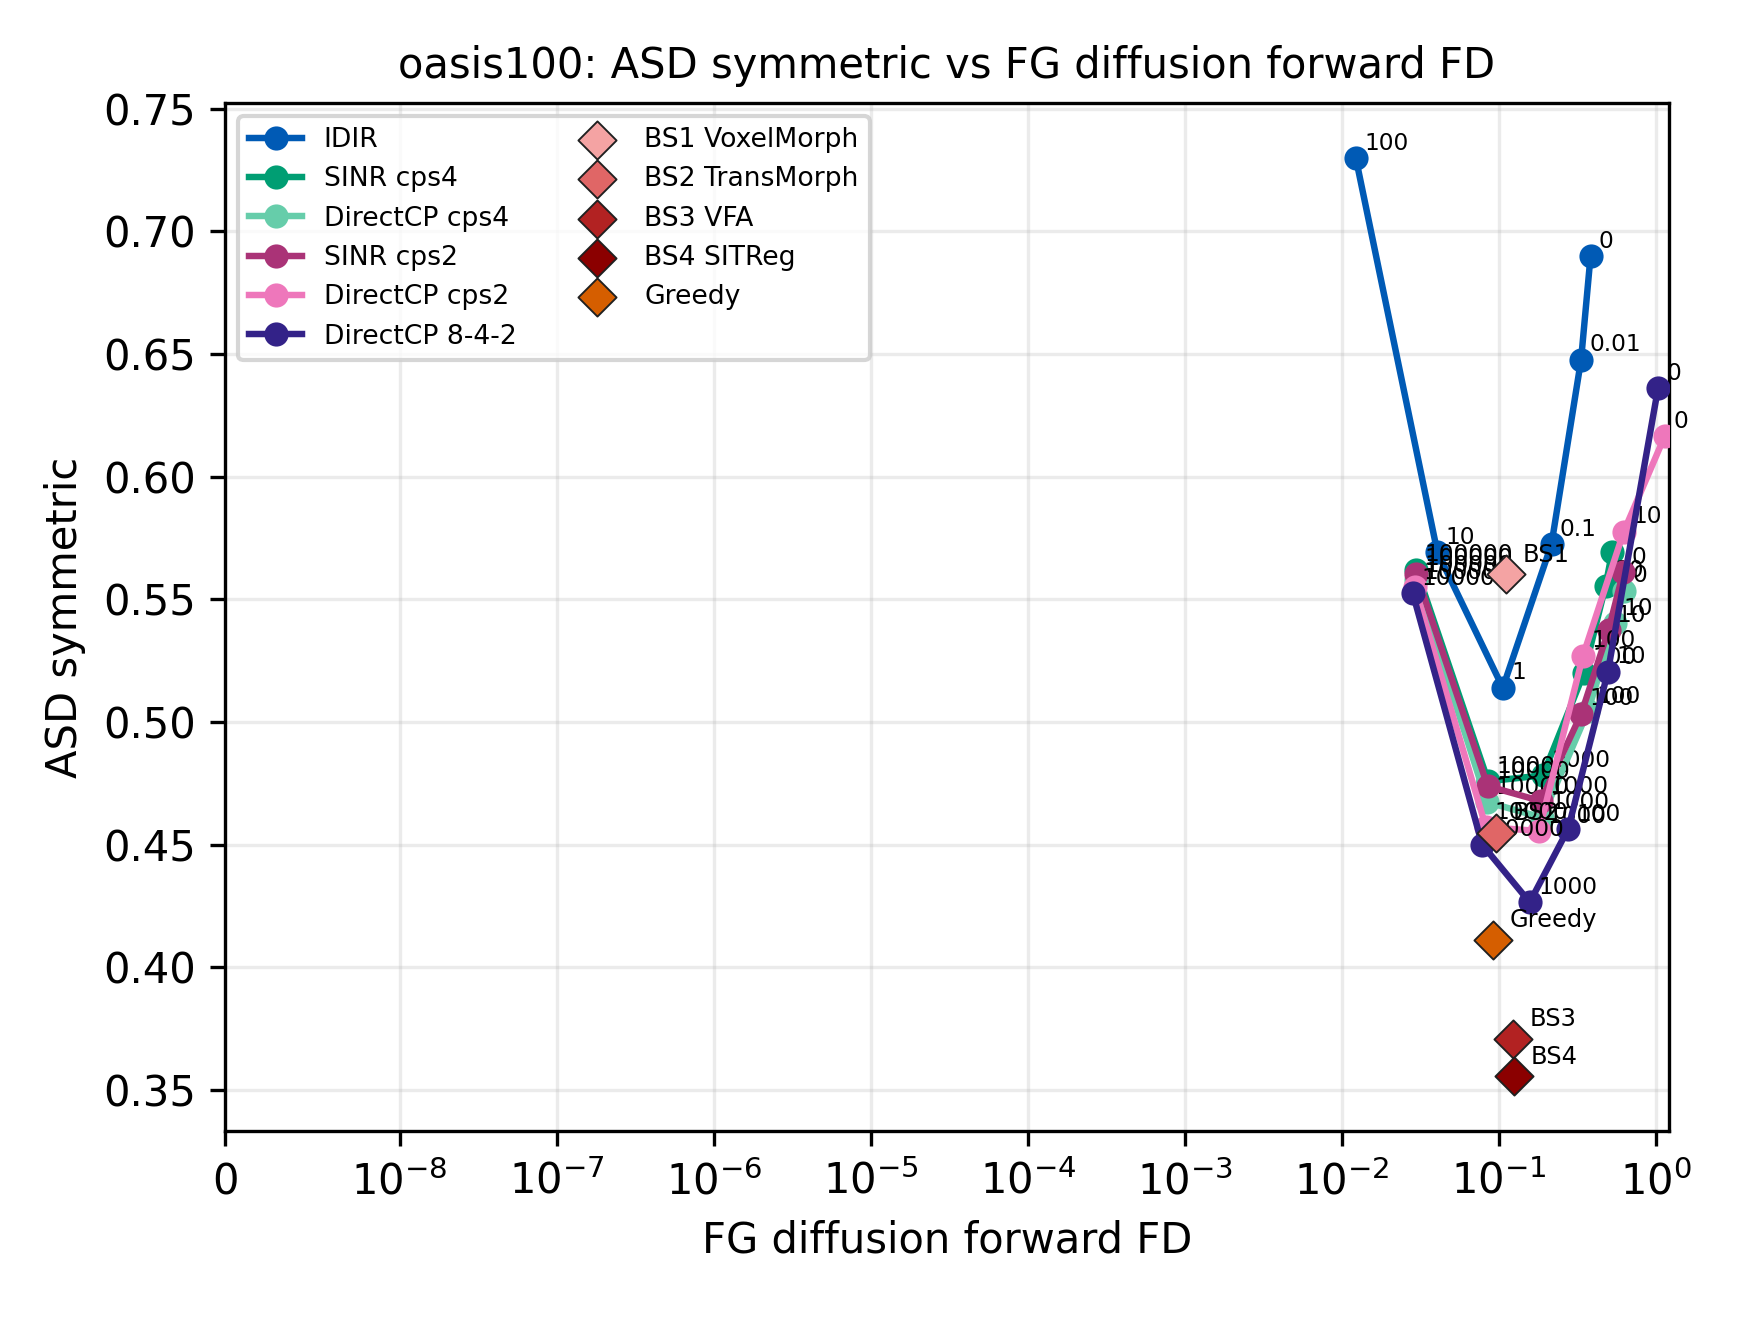 oasis100: ASD symmetric vs FG diffusion forward FD
ASD symmetric
0.75
0.70
0.65
0.60
0.55
0.50
0.45
0.40
0.35
IDIR
SINR cps4
DirectCP cps4
SINR cps2
DirectCP cps2
DirectCP 8-4-2
BS1 VoxelMorph
BS2 TransMorph
BS3 VFA
BS4 SITReg
Greedy
100
0
0.01
0
0
10
10
0.1
BS1
1
1000
Greedy
BS3
BS4
0
10⁻⁸
10⁻⁷
10⁻⁶
10⁻⁵
10⁻⁴
10⁻³
10⁻²
10⁻¹
10⁰
FG diffusion forward FD